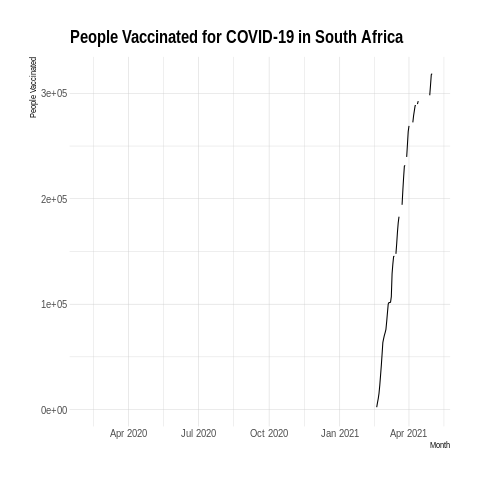 People Vaccinated for COVID-19 in South Africa
People Vaccinated
3e+05
2e+05
1e+05
0e+00
Apr 2020 Jul 2020 Oct 2020 Jan 2021 Apr 2021
Month